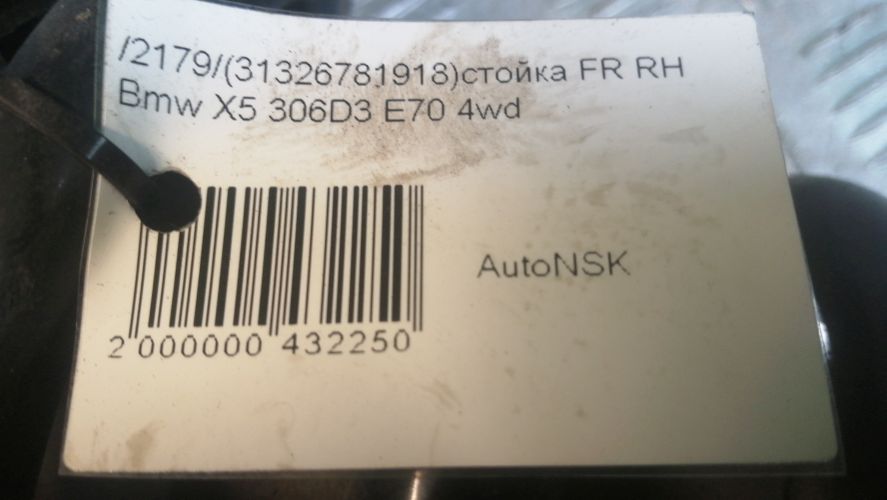 /2179/(31326781918)стойка FR RH
Bmw X5 306D3 E70 4wd
AutoNSK
2 000000 432250